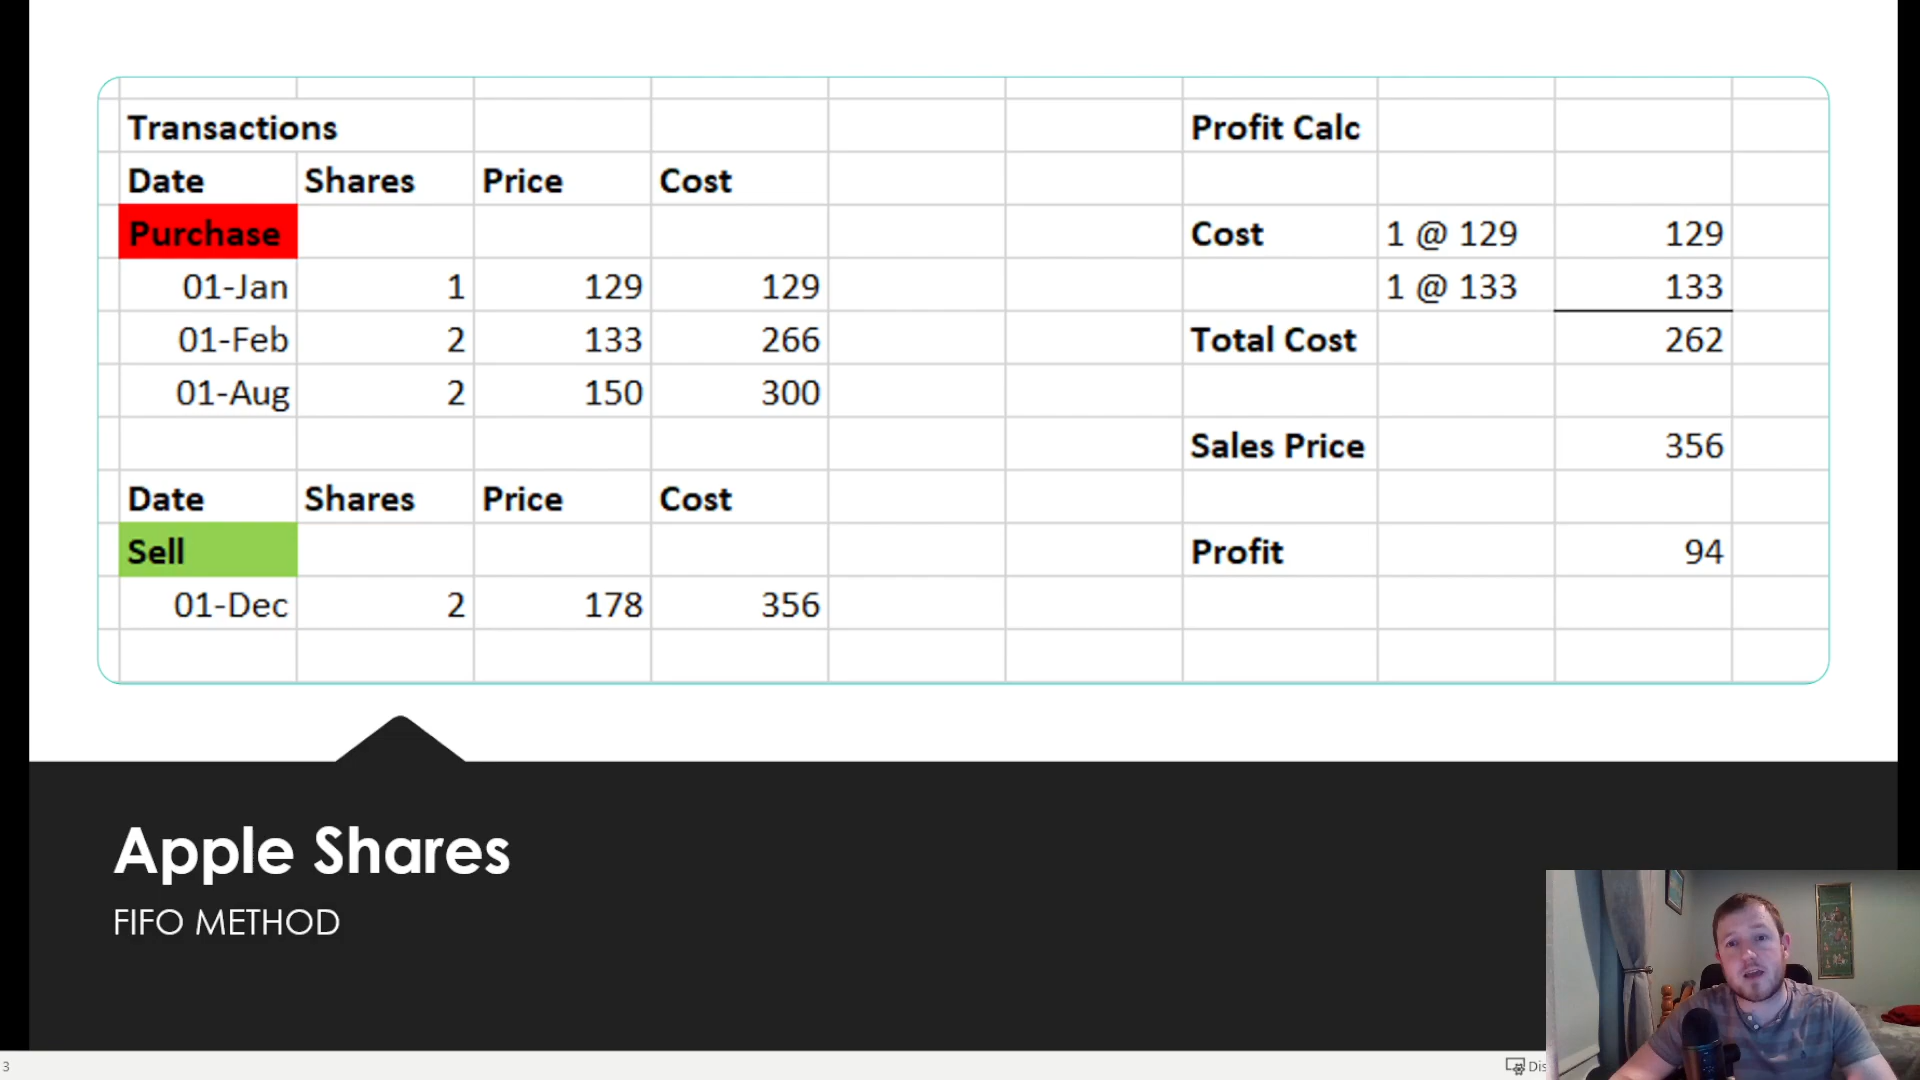 Transactions
Profit Calc
Date Shares Price Cost
Purchase
Cost 1 @ 129 129
01-Jan 1 129 129
1 @ 133 133
01-Feb 2 133 266
Total Cost 262
01-Aug 2 150 300
Sales Price 356
Date Shares Price Cost
Sell
Profit 94
01-Dec 2 178 356
Apple Shares
FIFO METHOD
3
Dis